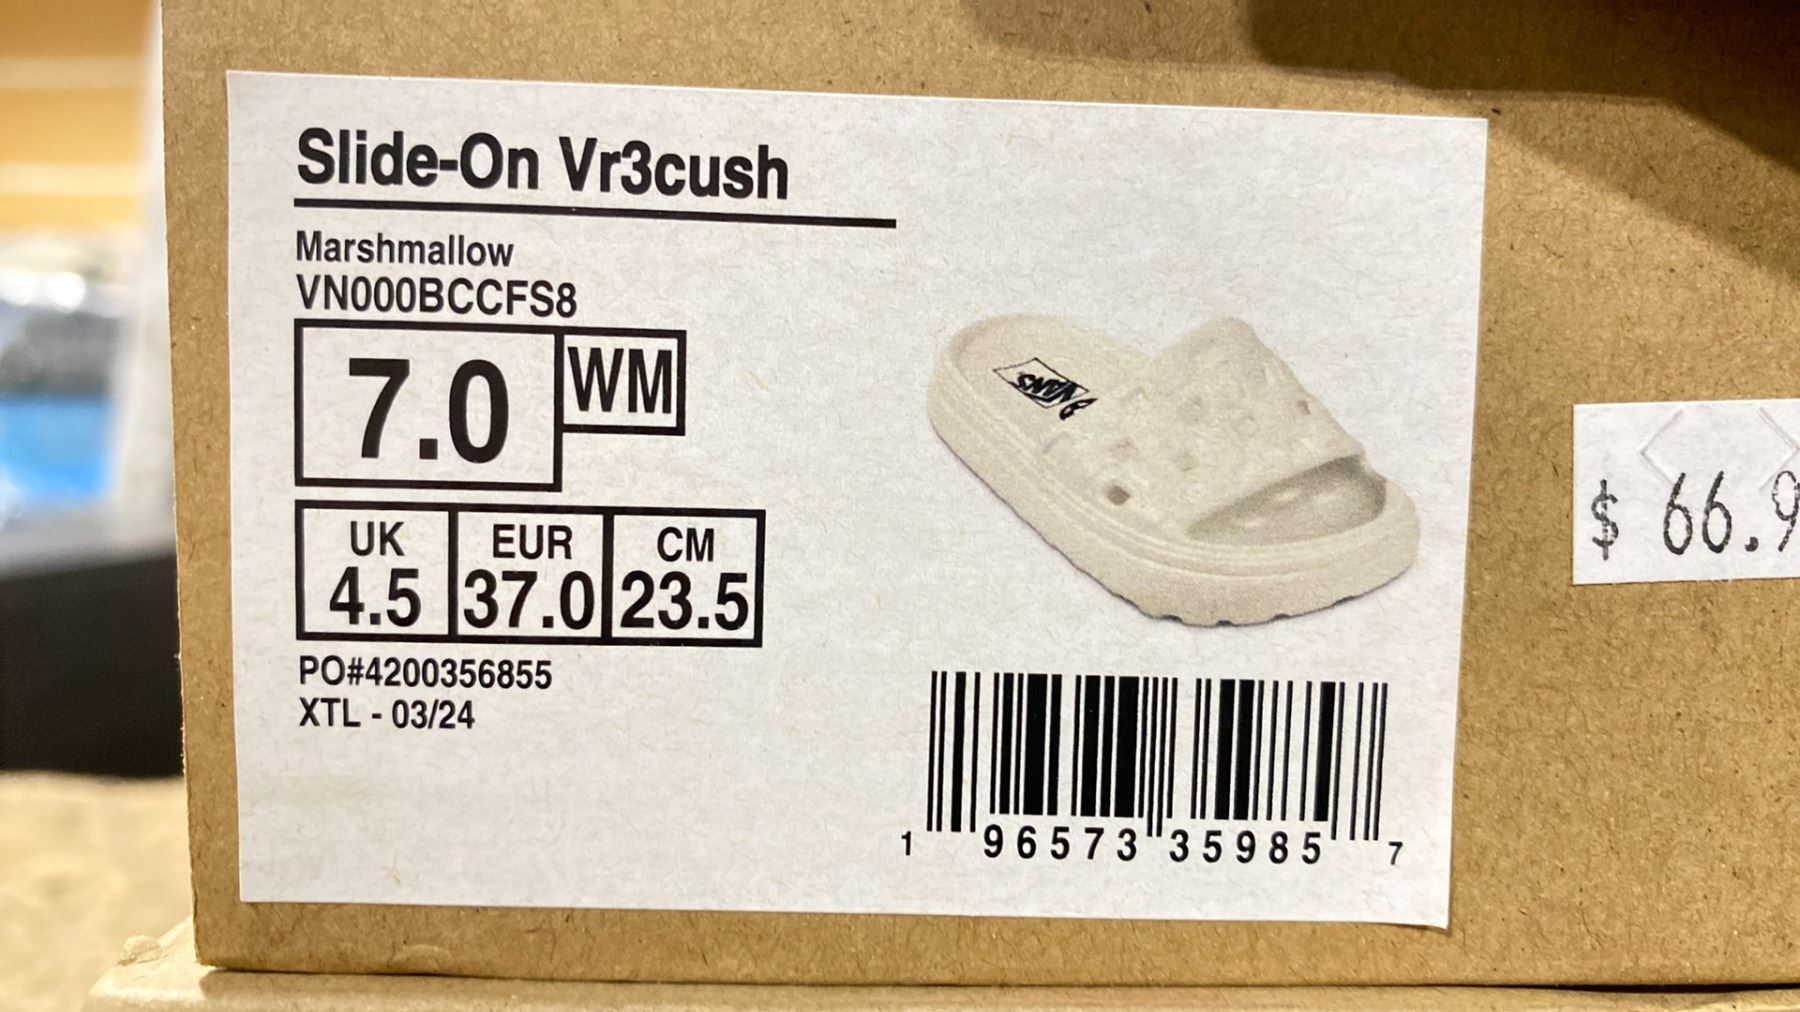 Slide-On Vr3cush
Marshmallow
VN000BCCFS8
7.0 WM
UK EUR CM
4.5 37.0 23.5
PO#4200356855
XTL - 03/24
VANS
1 96573 35985 7
$ 66.9